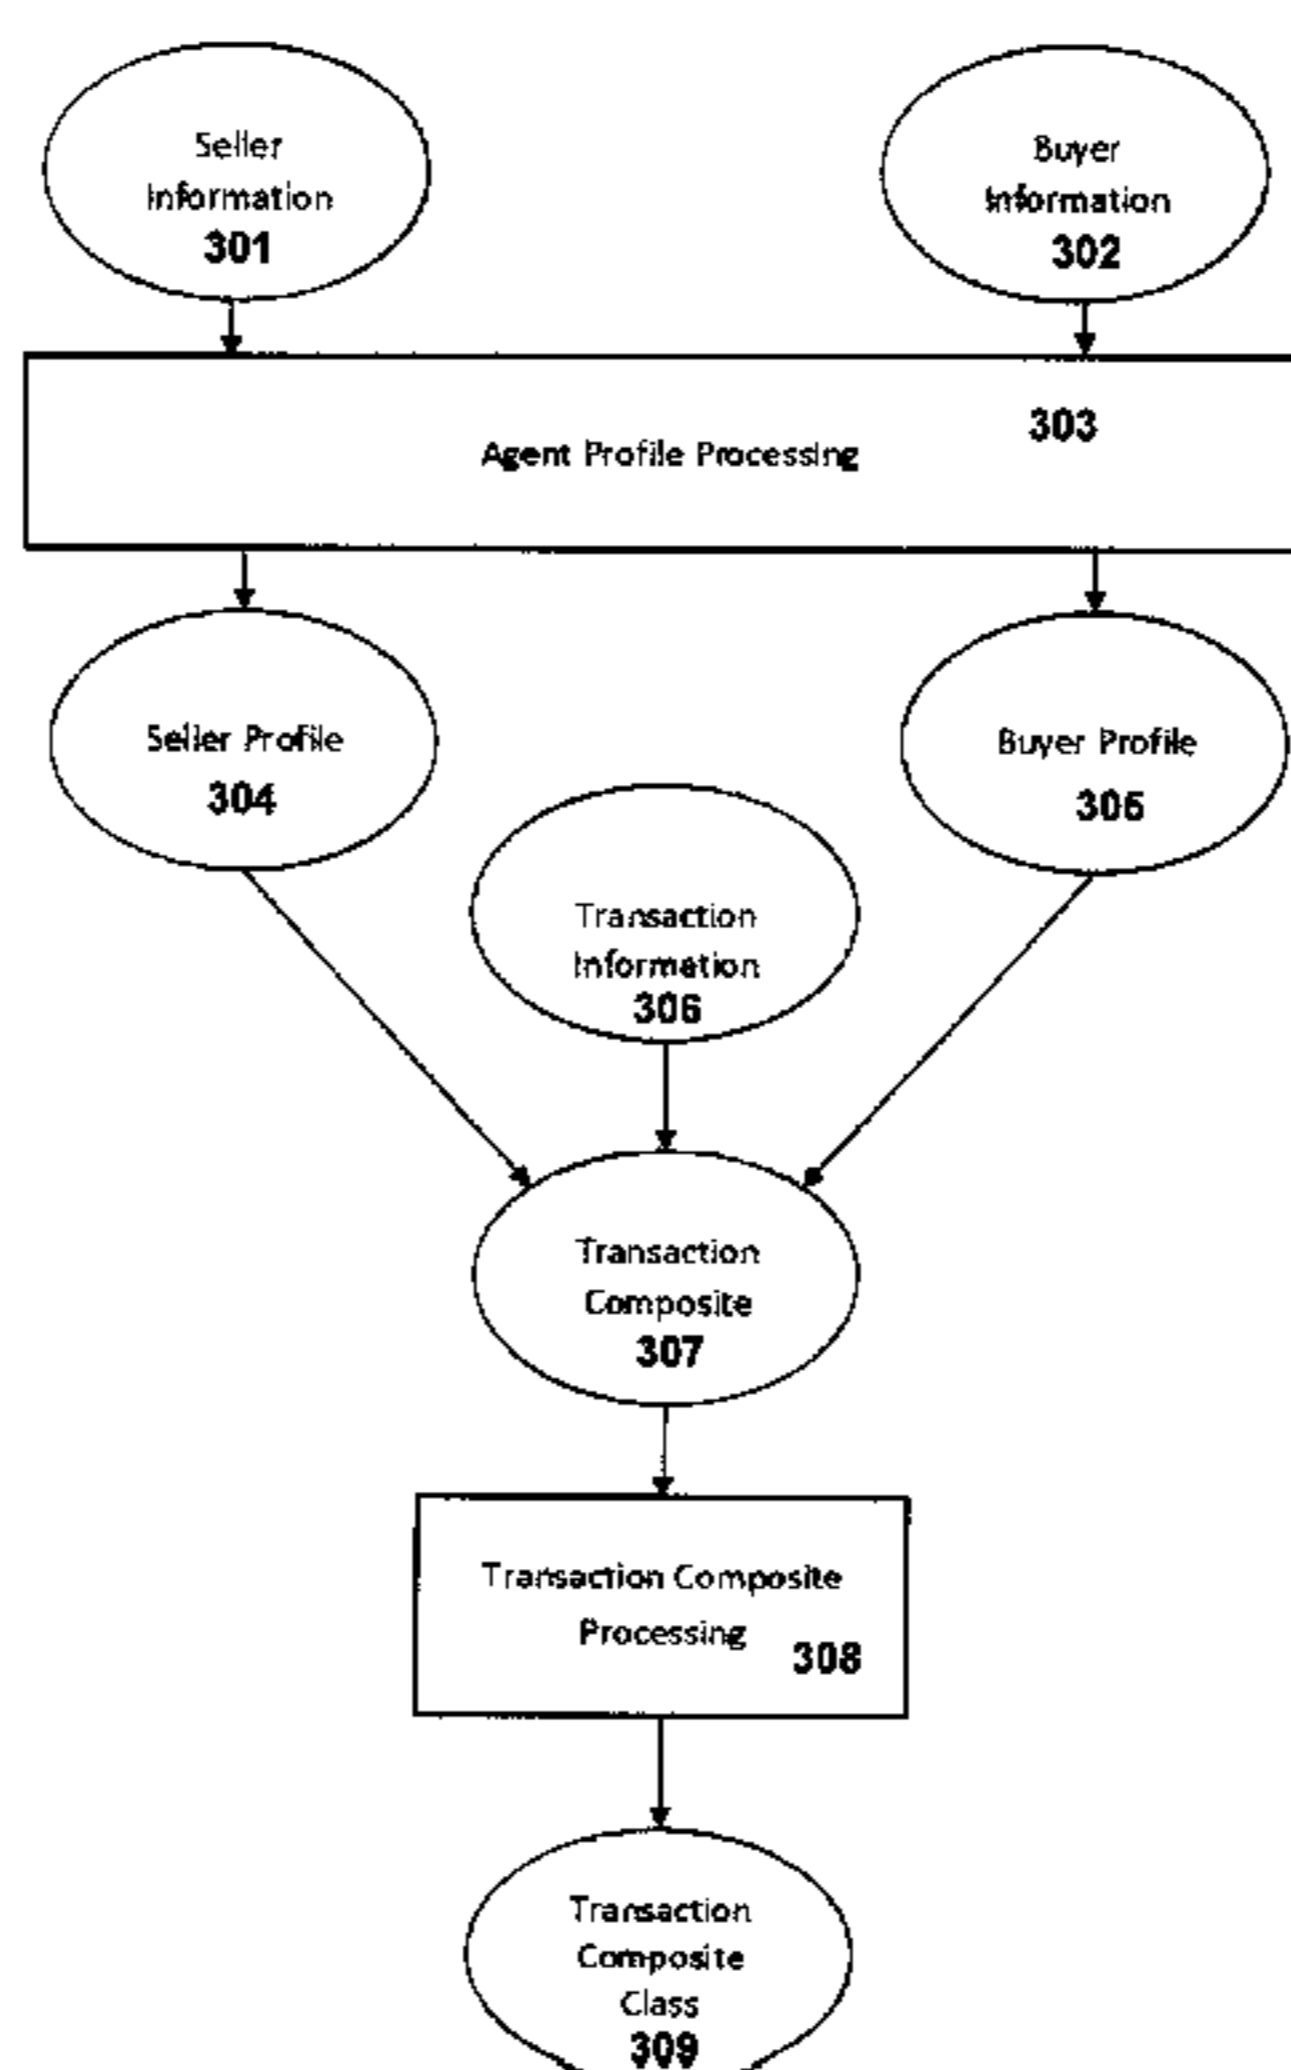 Seller
Information
301
Buyer
Information
302
303
Agent Profile Processing
Seller Profile
304
Buyer Profile
305
Transaction
Information
306
Transaction
Composite
307
Transaction Composite
Processing
308
Transaction
Composite
Class
309